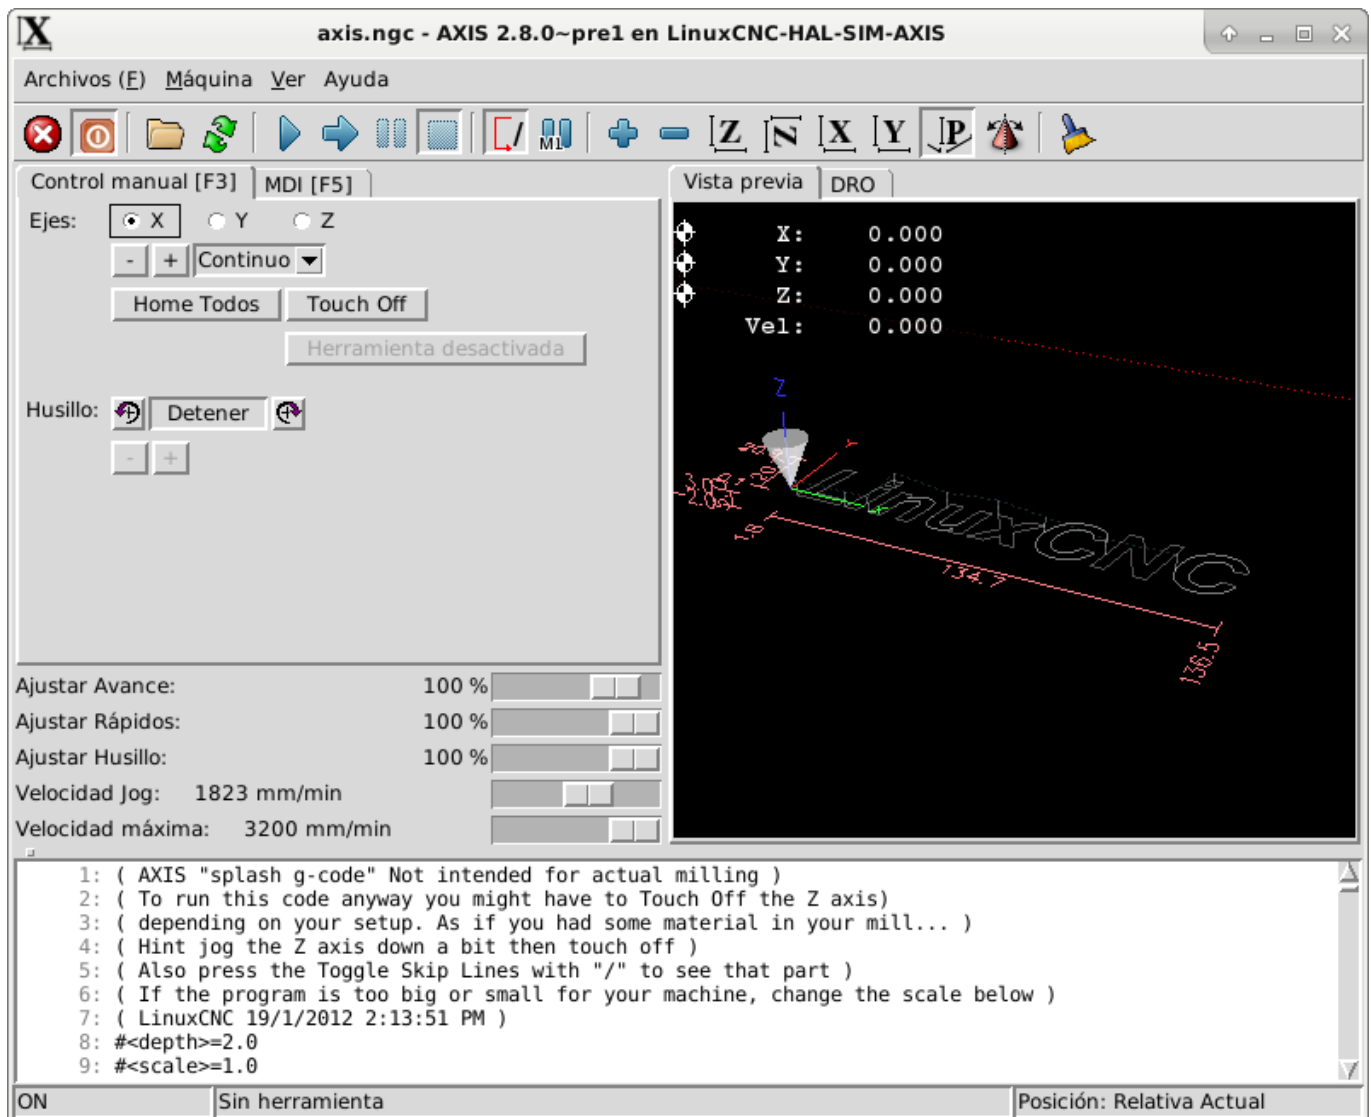 axis.ngc - AXIS 2.8.0~pre1 en LinuxCNC-HAL-SIM-AXIS
Archivos (F) Máquina Ver Ayuda
M1 Z N X Y P
Control manual [F3] MDI [F5]
Ejes: X Y Z
- + Continuo
Home Todos Touch Off
Herramienta desactivada
Husillo: Detener
- +
Ajustar Avance: 100 %
Ajustar Rápidos: 100 %
Ajustar Husillo: 100 %
Velocidad Jog: 1823 mm/min
Velocidad máxima: 3200 mm/min
Vista previa DRO
X: 0.000
Y: 0.000
Z: 0.000
Vel: 0.000
Z
Y
X
LinuxCNC
1.8
134.7
136.5
1: ( AXIS "splash g-code" Not intended for actual milling )
2: ( To run this code anyway you might have to Touch Off the Z axis)
3: ( depending on your setup. As if you had some material in your mill... )
4: ( Hint jog the Z axis down a bit then touch off )
5: ( Also press the Toggle Skip Lines with "/" to see that part )
6: ( If the program is too big or small for your machine, change the scale below )
7: ( LinuxCNC 19/1/2012 2:13:51 PM )
8: #<depth>=2.0
9: #<scale>=1.0
ON Sin herramienta Posición: Relativa Actual